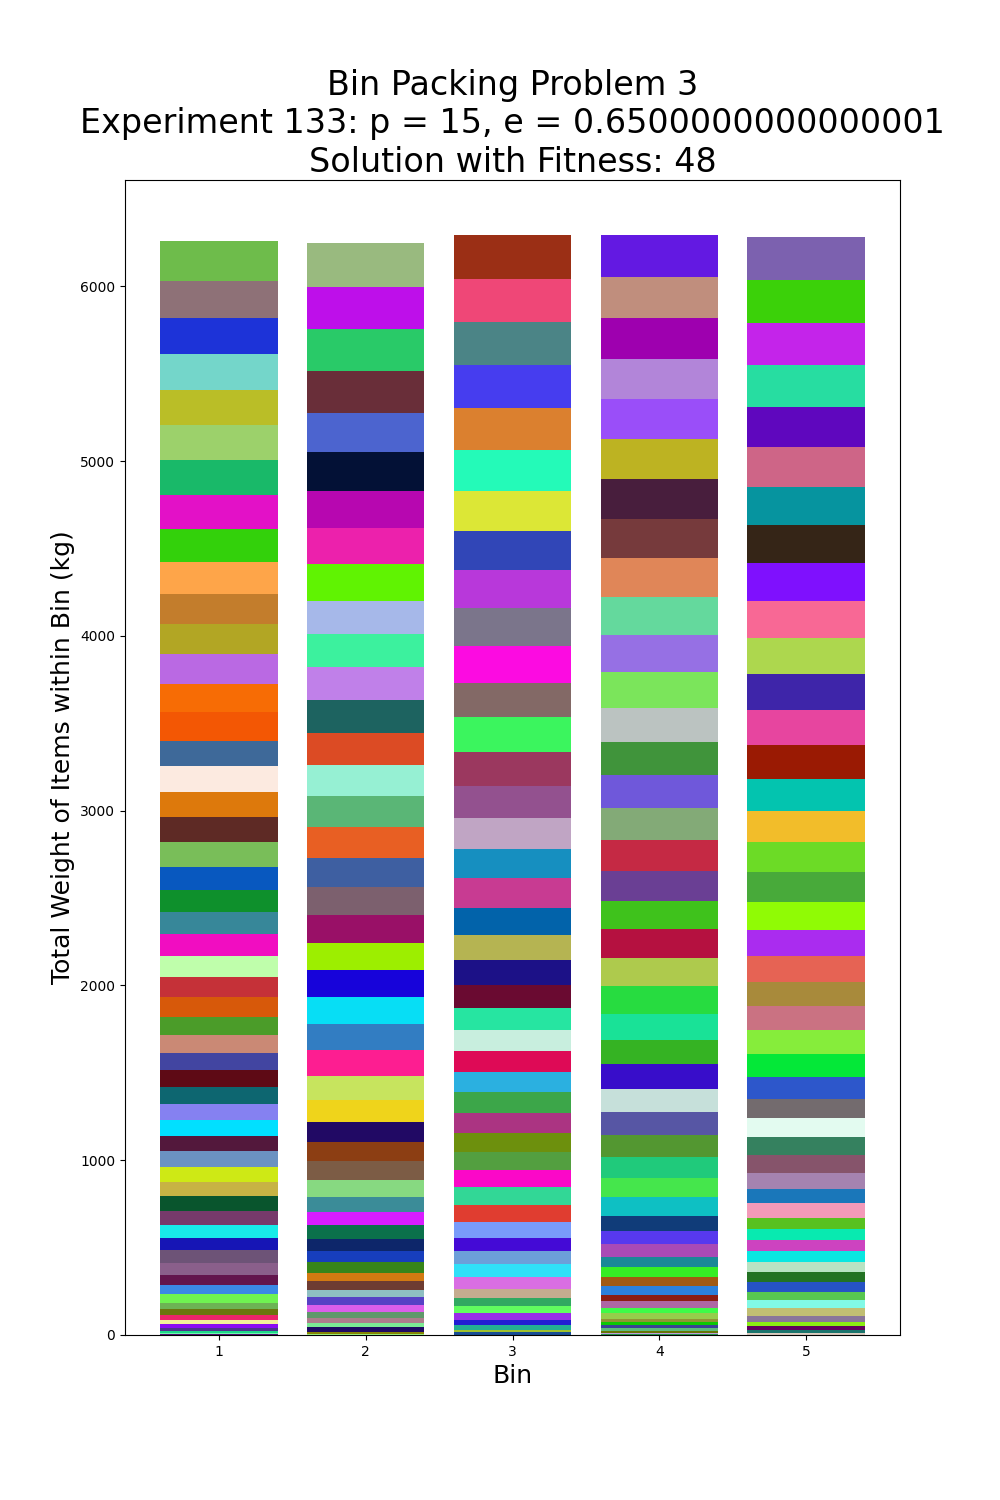 Bin Packing Problem 3
Experiment 133: p = 15, e = 0.6500000000000001
Solution with Fitness: 48
Total Weight of Items within Bin (kg)
6000
5000
4000
3000
2000
1000
0
1 2 3 4 5
Bin